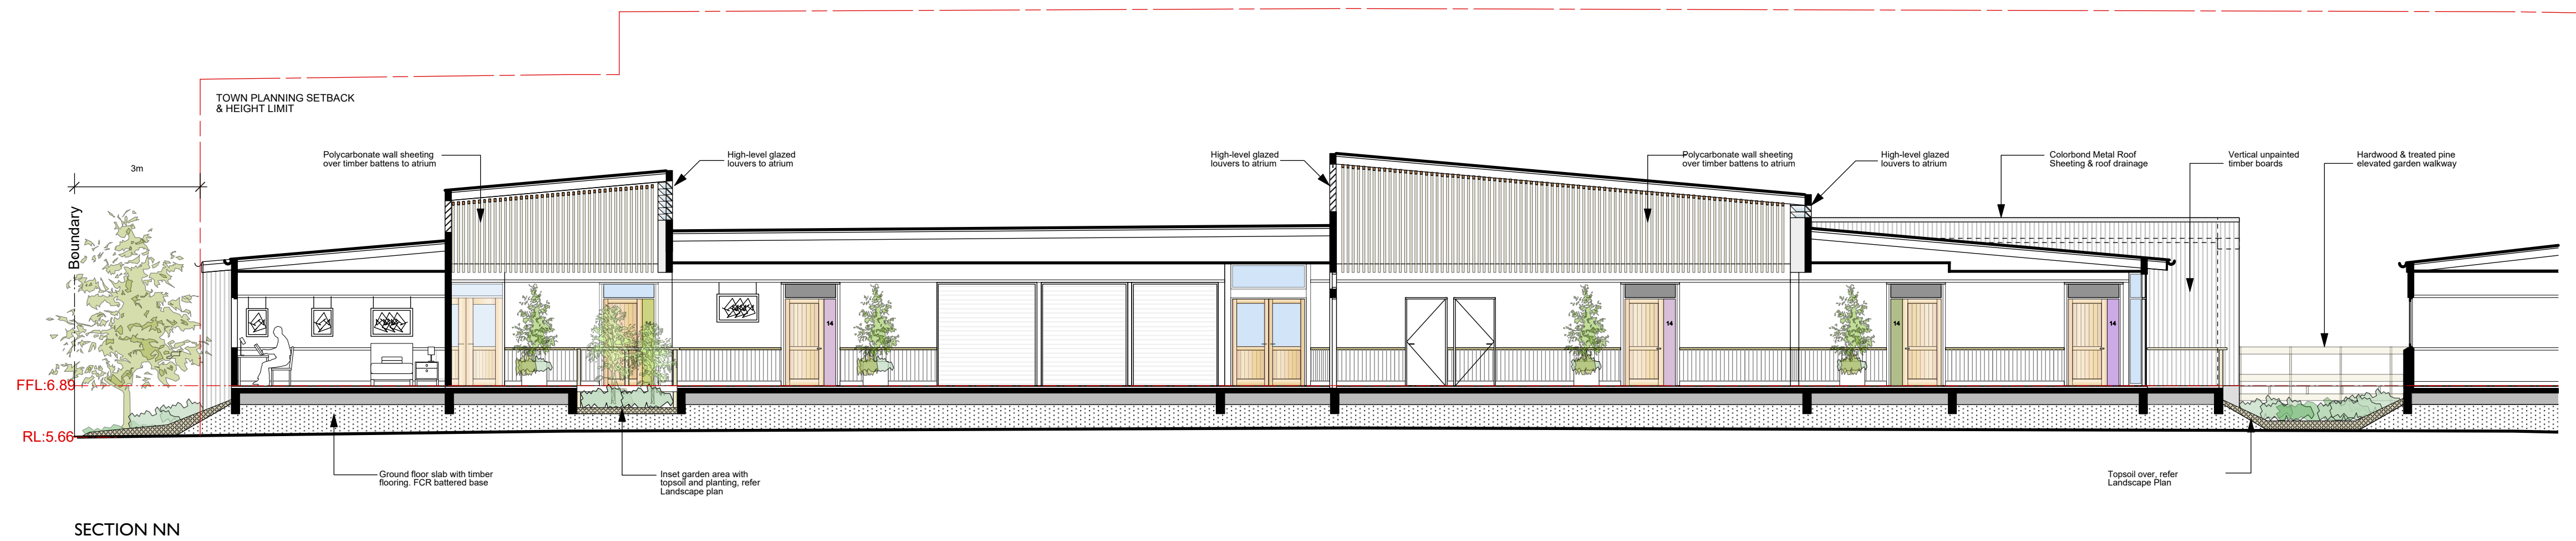 TOWN PLANNING SETBACK
& HEIGHT LIMIT
3m
Boundary
Polycarbonate wall sheeting
over timber battens to atrium
High-level glazed
louvers to atrium
High-level glazed
louvers to atrium
Polycarbonate wall sheeting
over timber battens to atrium
High-level glazed
louvers to atrium
Colorbond Metal Roof
Sheeting & roof drainage
Vertical unpainted
timber boards
Hardwood & treated pine
elevated garden walkway
14
14
14
14
FFL:6.89
RL:5.66
Ground floor slab with timber
flooring. FCR battered base
Inset garden area with
topsoil and planting, refer
Landscape plan
Topsoil over, refer
Landscape Plan
SECTION NN